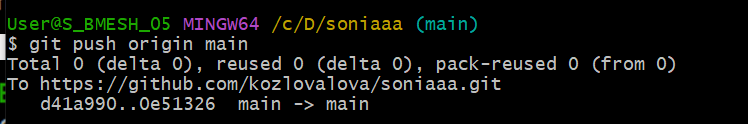 User@S_BMESH_05 MINGW64 /c/D/soniaaa (main)
$ git push origin main
Total 0 (delta 0), reused 0 (delta 0), pack-reused 0 (from 0)
To https://github.com/kozlovalova/soniaaa.git
   d41a990..0e51326  main -> main